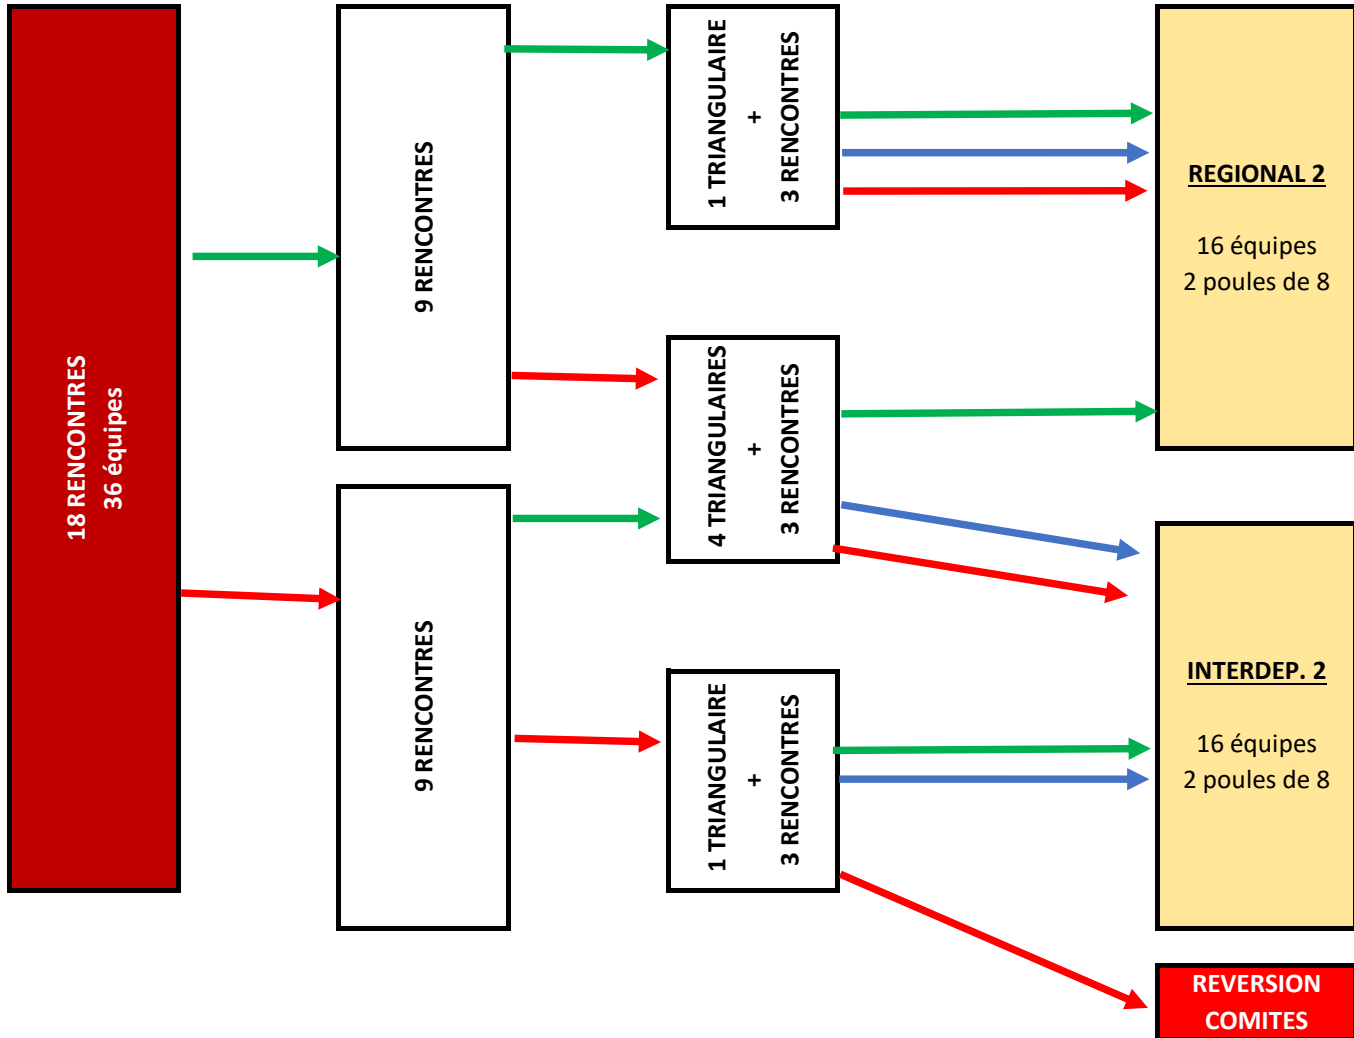 18 RENCONTRES
36 équipes
9 RENCONTRES
9 RENCONTRES
1 TRIANGULAIRE
+
3 RENCONTRES
4 TRIANGULAIRES
+
3 RENCONTRES
1 TRIANGULAIRE
+
3 RENCONTRES
REGIONAL 2
16 équipes
2 poules de 8
INTERDEP. 2
16 équipes
2 poules de 8
REVERSION
COMITES